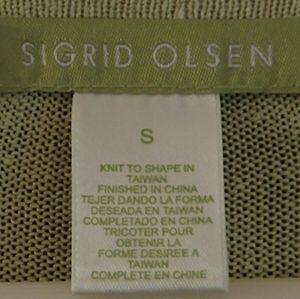 SIGRID OLSEN
S
KNIT TO SHAPE IN
TAIWAN
FINISHED IN CHINA
TEJER DANDO LA FORMA
DESEADA EN TAIWAN
COMPLETADO EN CHINA
TRICOTER POUR
OBTENIR LA
FORME DESIREE A
TAIWAN
COMPLETE EN CHINE